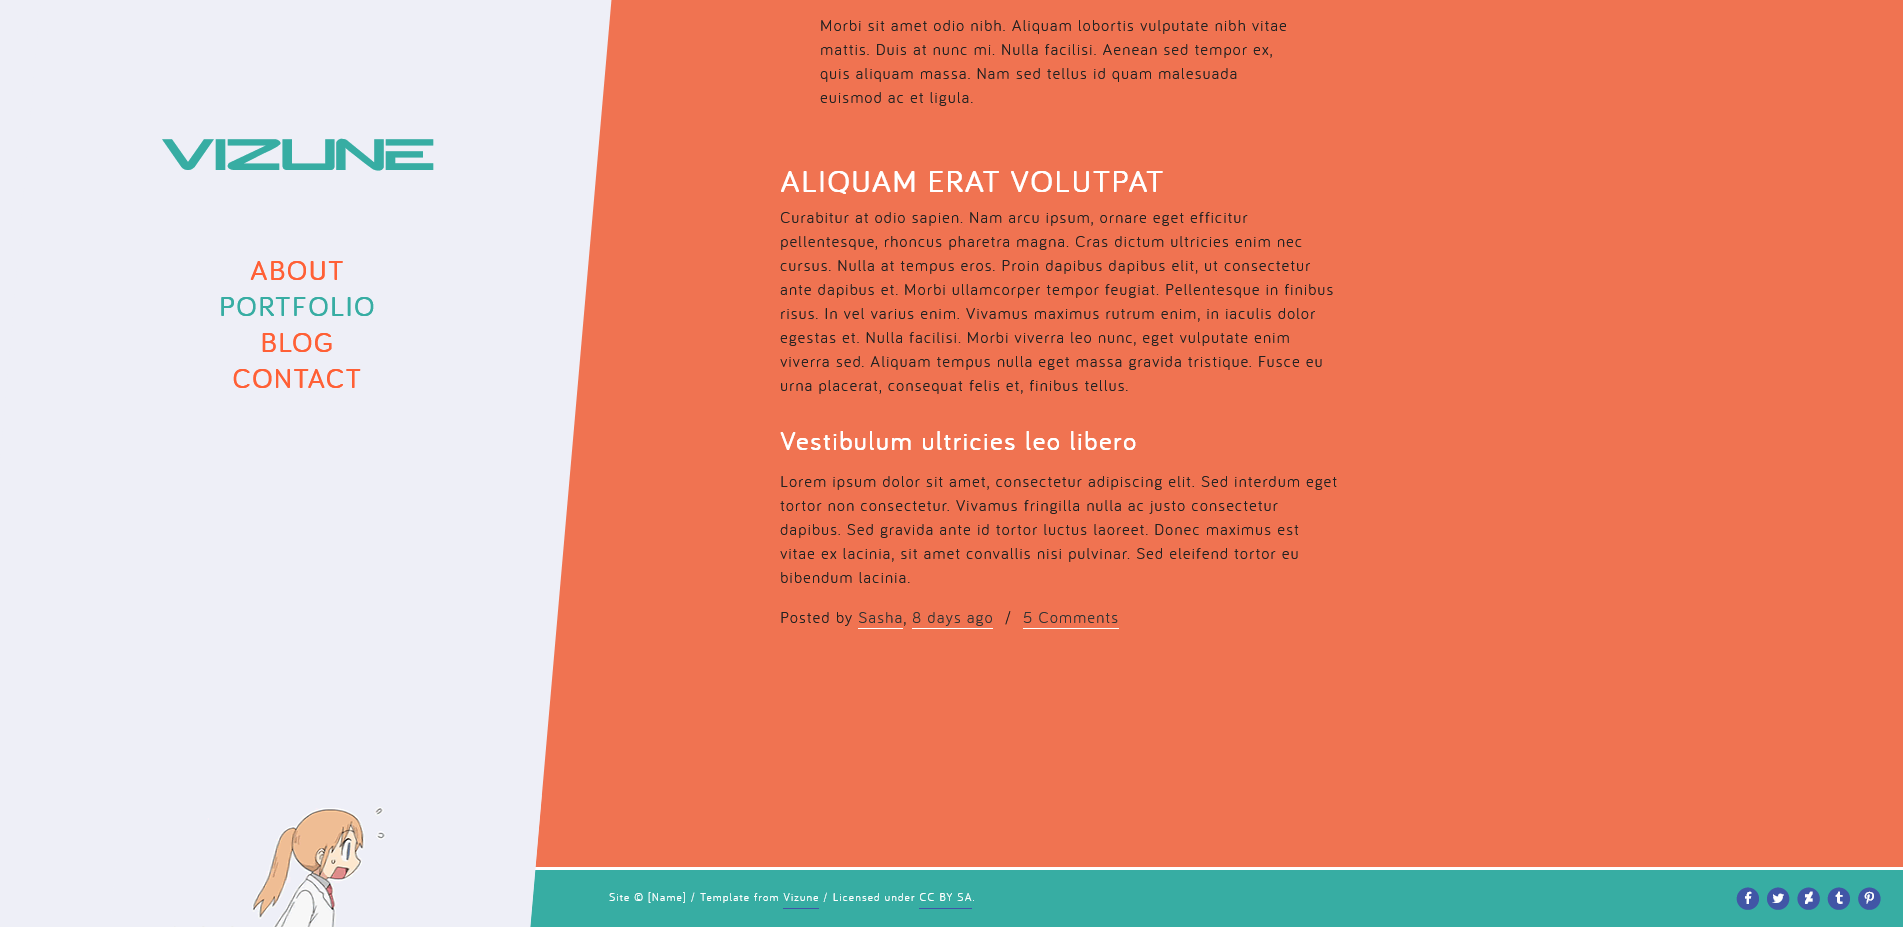 VIZUNE
ABOUT
PORTFOLIO
BLOG
CONTACT
Morbi sit amet odio nibh. Aliquam lobortis vulputate nibh vitae
mattis. Duis at nunc mi. Nulla facilisi. Aenean sed tempor ex,
quis aliquam massa. Nam sed tellus id quam malesuada
euismod ac et ligula.
ALIQUAM ERAT VOLUTPAT
Curabitur at odio sapien. Nam arcu ipsum, ornare eget efficitur
pellentesque, rhoncus pharetra magna. Cras dictum ultricies enim nec
cursus. Nulla at tempus eros. Proin dapibus dapibus elit, ut consectetur
ante dapibus et. Morbi ullamcorper tempor feugiat. Pellentesque in finibus
risus. In vel varius enim. Vivamus maximus rutrum enim, in iaculis dolor
egestas et. Nulla facilisi. Morbi viverra leo nunc, eget vulputate enim
viverra sed. Aliquam tempus nulla eget massa gravida tristique. Fusce eu
urna placerat, consequat felis et, finibus tellus.
Vestibulum ultricies leo libero
Lorem ipsum dolor sit amet, consectetur adipiscing elit. Sed interdum eget
tortor non consectetur. Vivamus fringilla nulla ac justo consectetur
dapibus. Sed gravida ante id tortor luctus laoreet. Donec maximus est
vitae ex lacinia, sit amet convallis nisi pulvinar. Sed eleifend tortor eu
bibendum lacinia.
Posted by Sasha, 8 days ago / 5 Comments
Site © [Name] / Template from Vizune / Licensed under CC BY SA.